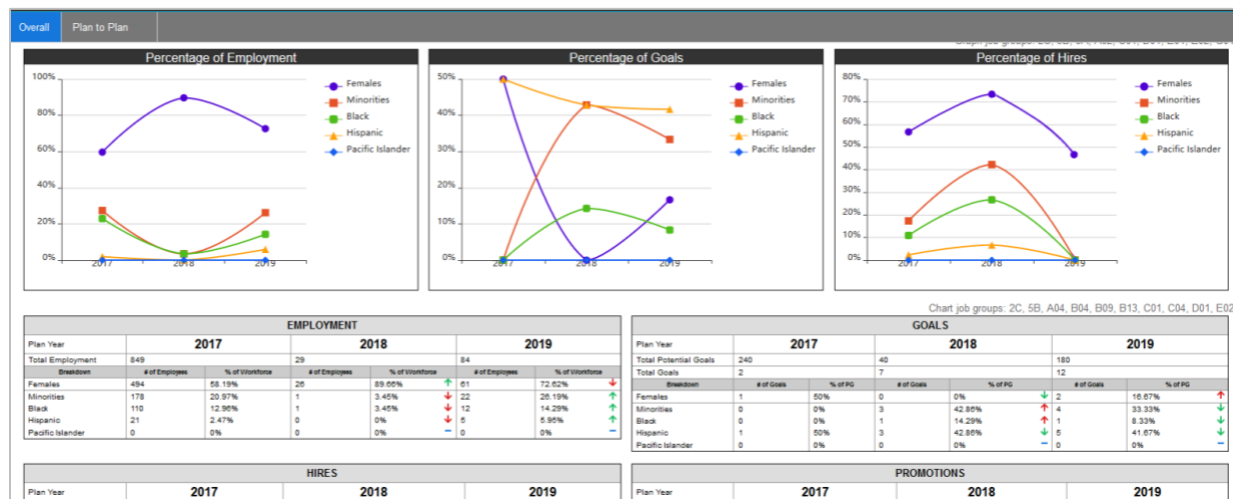 Overall Plan to Plan
Percentage of Employment
100%
80%
60%
40%
20%
0%
2017 2018 2019
Females
Minorities
Black
Hispanic
Pacific Islander
Percentage of Goals
50%
40%
30%
20%
10%
0%
2017 2018 2019
Females
Minorities
Black
Hispanic
Pacific Islander
Percentage of Hires
80%
70%
60%
50%
40%
30%
20%
10%
0%
2017 2018 2019
Females
Minorities
Black
Hispanic
Pacific Islander
Chart job groups: 2C, 5B, A04, B04, B09, B13, C01, C04, D01, E02
EMPLOYMENT
Plan Year 2017 2018 2019
Total Employment 849 29 84
Breakdown # of Employees % of Workforce # of Employees % of Workforce # of Employees % of Workforce
Females 494 58.19% 26 89.66% 61 72.62%
Minorities 178 20.97% 1 3.45% 22 26.19%
Black 110 12.96% 1 3.45% 12 14.29%
Hispanic 21 2.47% 0 0% 5 5.95%
Pacific Islander 0 0% 0 0% 0 0%
GOALS
Plan Year 2017 2018 2019
Total Potential Goals 240 40 180
Total Goals 2 7 12
Breakdown # of Goals % of PG # of Goals % of PG # of Goals % of PG
Females 1 50% 0 0% 2 16.67%
Minorities 0 0% 3 42.86% 4 33.33%
Black 0 0% 1 14.29% 1 8.33%
Hispanic 1 50% 3 42.86% 5 41.67%
Pacific Islander 0 0% 0 0% 0 0%
HIRES
Plan Year 2017 2018 2019
PROMOTIONS
Plan Year 2017 2018 2019